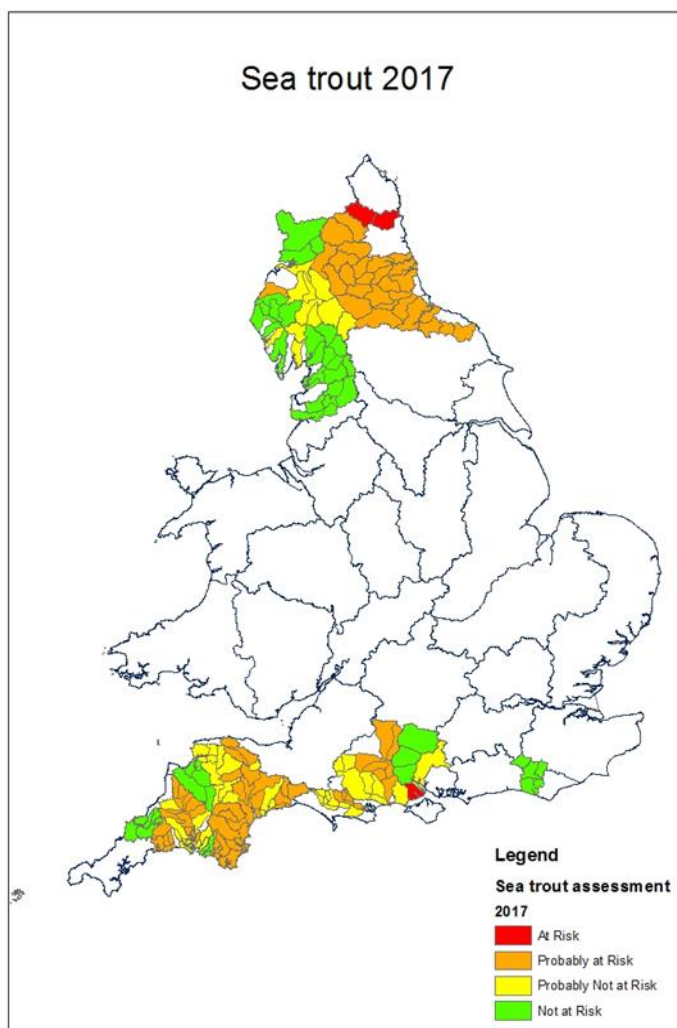 Sea trout 2017
Legend
Sea trout assessment
2017
At Risk
Probably at Risk
Probably Not at Risk
Not at Risk